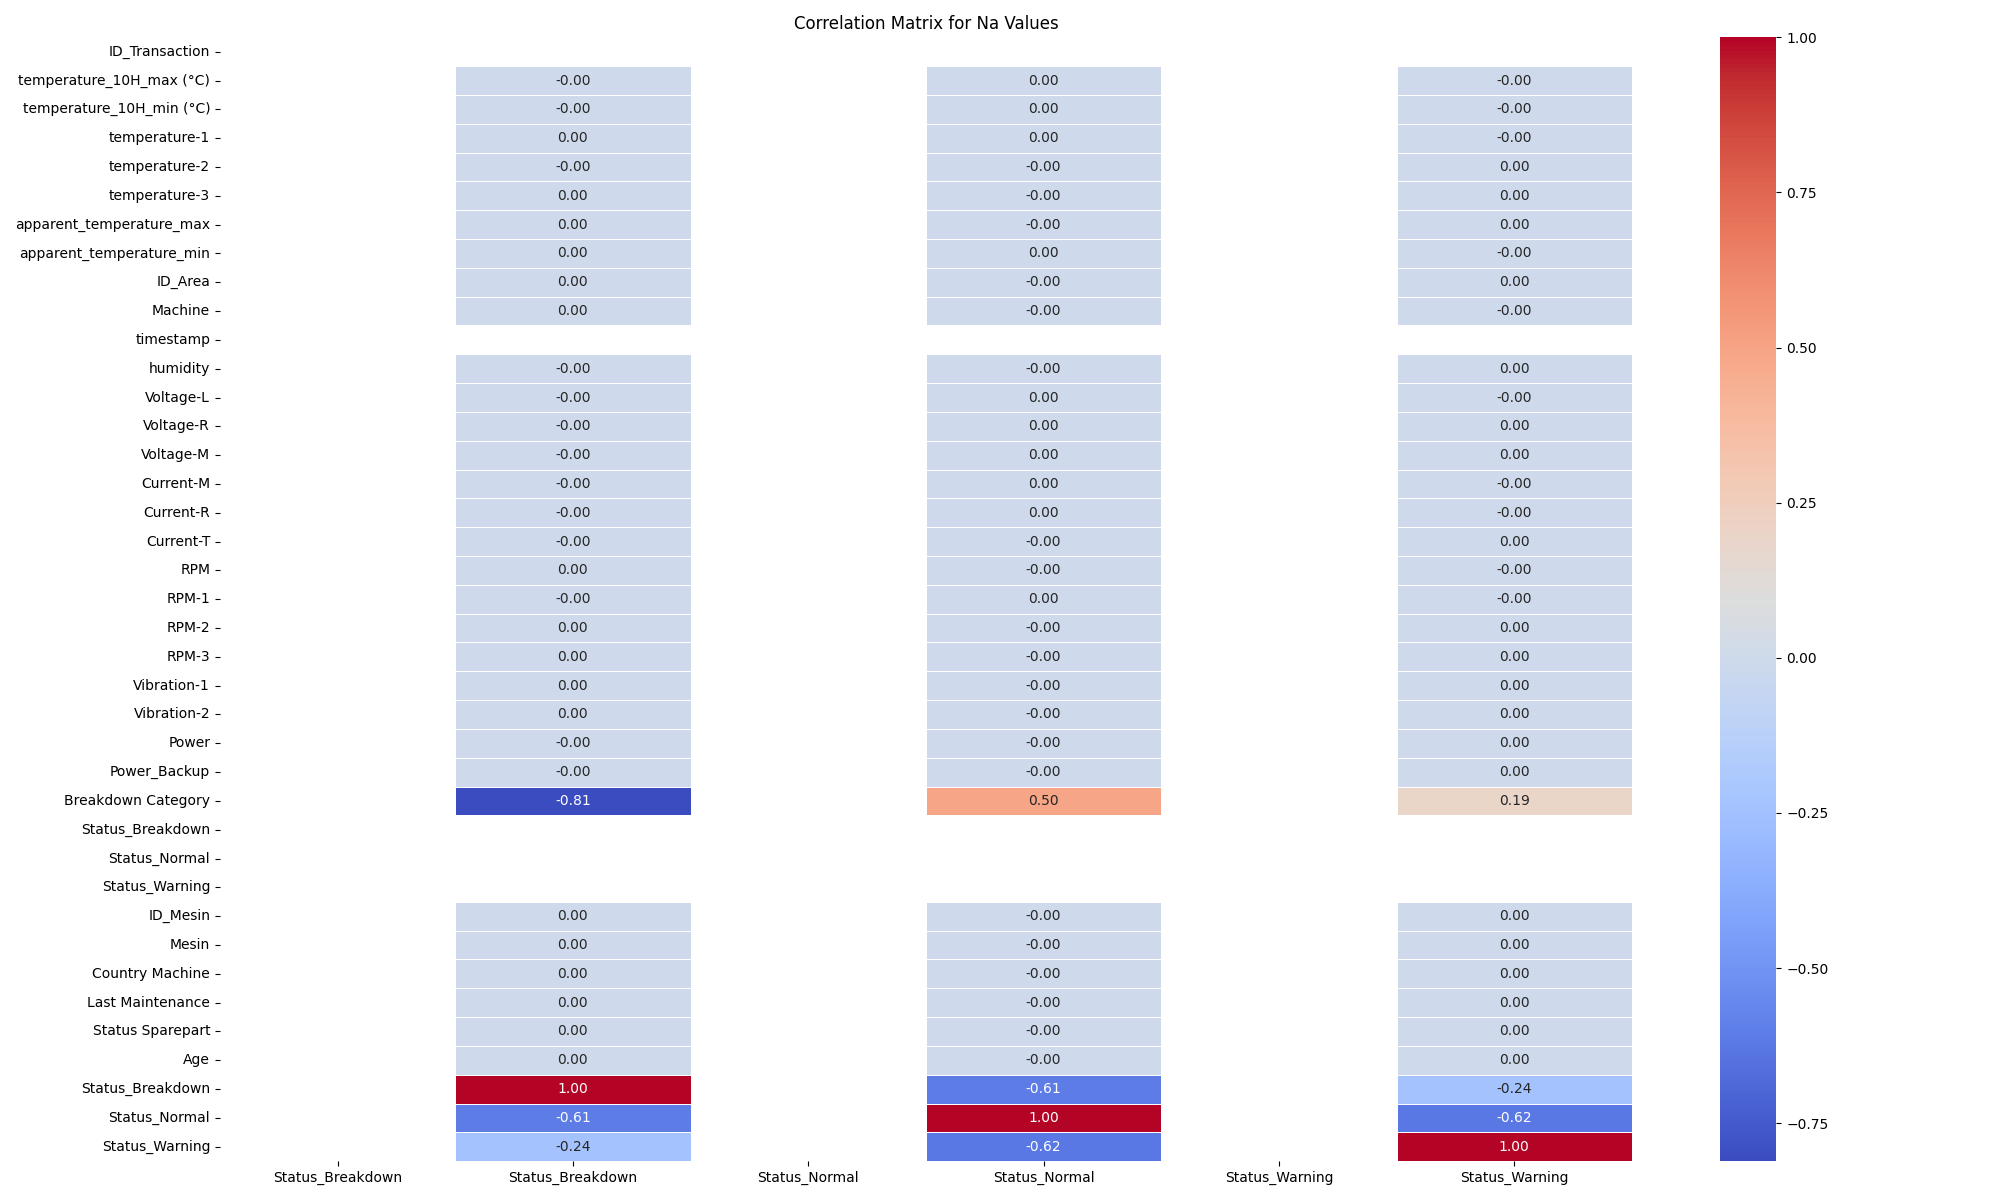 Correlation Matrix for Na Values
ID_Transaction
temperature_10H_max (°C) -0.00 0.00 -0.00
temperature_10H_min (°C) -0.00 0.00 -0.00
temperature-1 0.00 0.00 -0.00
temperature-2 -0.00 -0.00 0.00
temperature-3 0.00 -0.00 0.00
apparent_temperature_max 0.00 -0.00 0.00
apparent_temperature_min 0.00 0.00 -0.00
ID_Area 0.00 -0.00 0.00
Machine 0.00 -0.00 -0.00
timestamp
humidity -0.00 -0.00 0.00
Voltage-L -0.00 0.00 -0.00
Voltage-R -0.00 0.00 0.00
Voltage-M -0.00 0.00 0.00
Current-M -0.00 0.00 -0.00
Current-R -0.00 0.00 -0.00
Current-T -0.00 -0.00 0.00
RPM 0.00 -0.00 -0.00
RPM-1 -0.00 0.00 -0.00
RPM-2 0.00 -0.00 0.00
RPM-3 0.00 -0.00 0.00
Vibration-1 0.00 -0.00 0.00
Vibration-2 0.00 -0.00 0.00
Power -0.00 -0.00 0.00
Power_Backup -0.00 -0.00 0.00
Breakdown Category -0.81 0.50 0.19
Status_Breakdown
Status_Normal
Status_Warning
ID_Mesin 0.00 -0.00 0.00
Mesin 0.00 -0.00 0.00
Country Machine 0.00 -0.00 0.00
Last Maintenance 0.00 -0.00 0.00
Status Sparepart 0.00 -0.00 0.00
Age 0.00 -0.00 0.00
Status_Breakdown 1.00 -0.61 -0.24
Status_Normal -0.61 1.00 -0.62
Status_Warning -0.24 -0.62 1.00
Status_Breakdown Status_Breakdown Status_Normal Status_Normal Status_Warning Status_Warning
1.00
0.75
0.50
0.25
0.00
−0.25
−0.50
−0.75